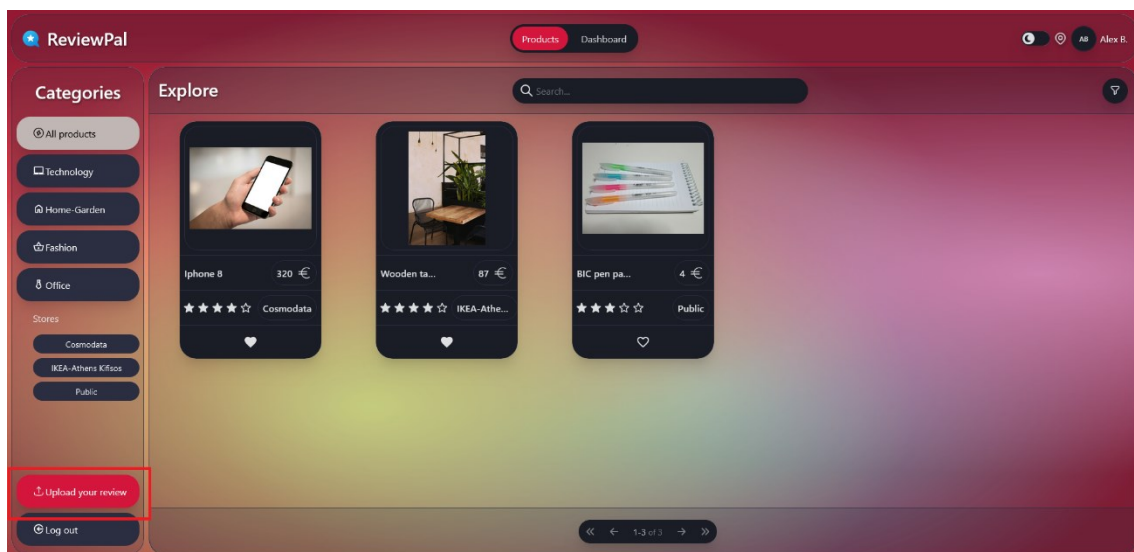 ReviewPal
Products Dashboard
AB Alex B.
Categories
All products
Technology
Home-Garden
Fashion
Office
Stores
Cosmodata
IKEA-Athens Kifisos
Public
Upload your review
Log out
Explore
Search...
Iphone 8 320 €
Cosmodata
Wooden ta... 87 €
IKEA-Athe...
BIC pen pa... 4 €
Public
1-3 of 3